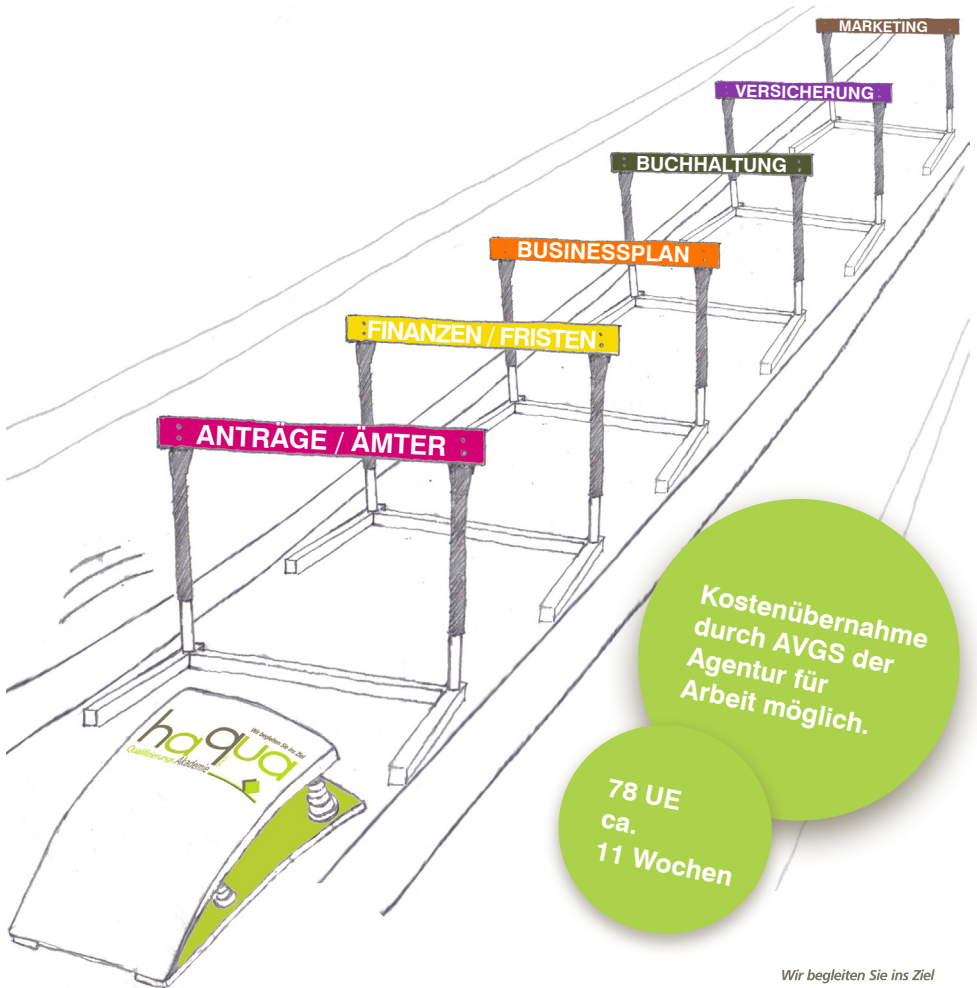 MARKETING
VERSICHERUNG
BUCHHALTUNG
BUSINESSPLAN
FINANZEN / FRISTEN
ANTRÄGE / ÄMTER
Kostenübernahme
durch AVGS der
Agentur für
Arbeit möglich.
haqua
Wir begleiten Sie ins Ziel
Qualifizierungs Akademie
78 UE
ca.
11 Wochen
Wir begleiten Sie ins Ziel